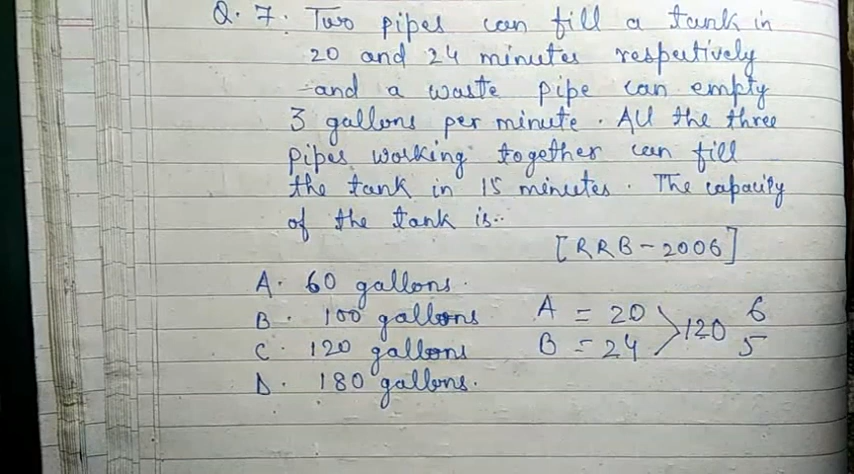 Q. 7. Two pipes can fill a tank in
20 and 24 minutes respectively
and a waste pipe can empty
3 gallons per minute. All the three
pipes working together can fill
the tank in 15 minutes. The capacity
of the tank is..
[RRB-2006]
A. 60 gallons.
B. 100 gallons
C. 120 gallons
D. 180 gallons.
A = 20 > 120 6
B = 24 5